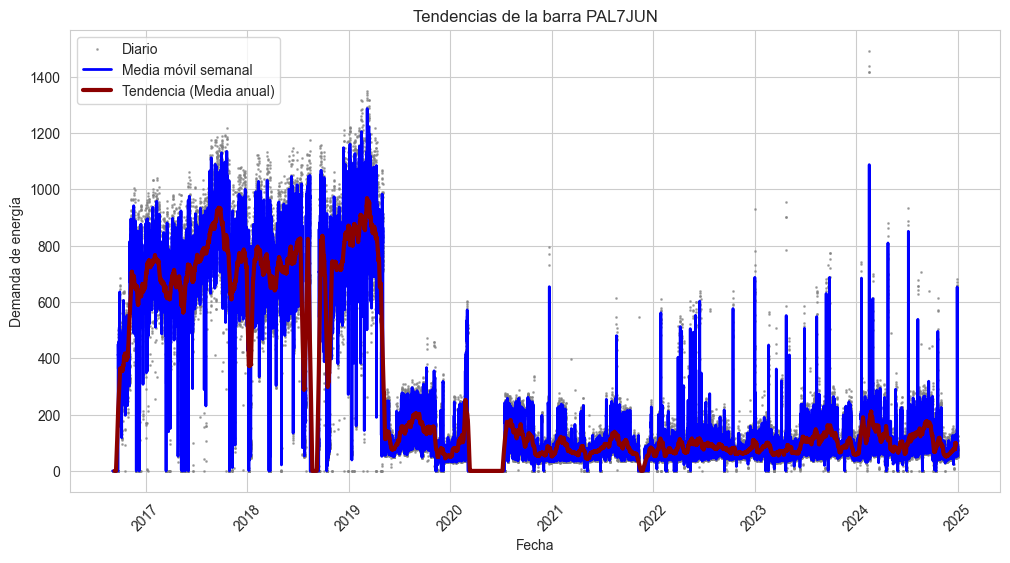 Tendencias de la barra PAL7JUN
Diario
Media móvil semanal
Tendencia (Media anual)
Demanda de energía
1400
1200
1000
800
600
400
200
0
2017
2018
2019
2020
2021
2022
2023
2024
2025
Fecha